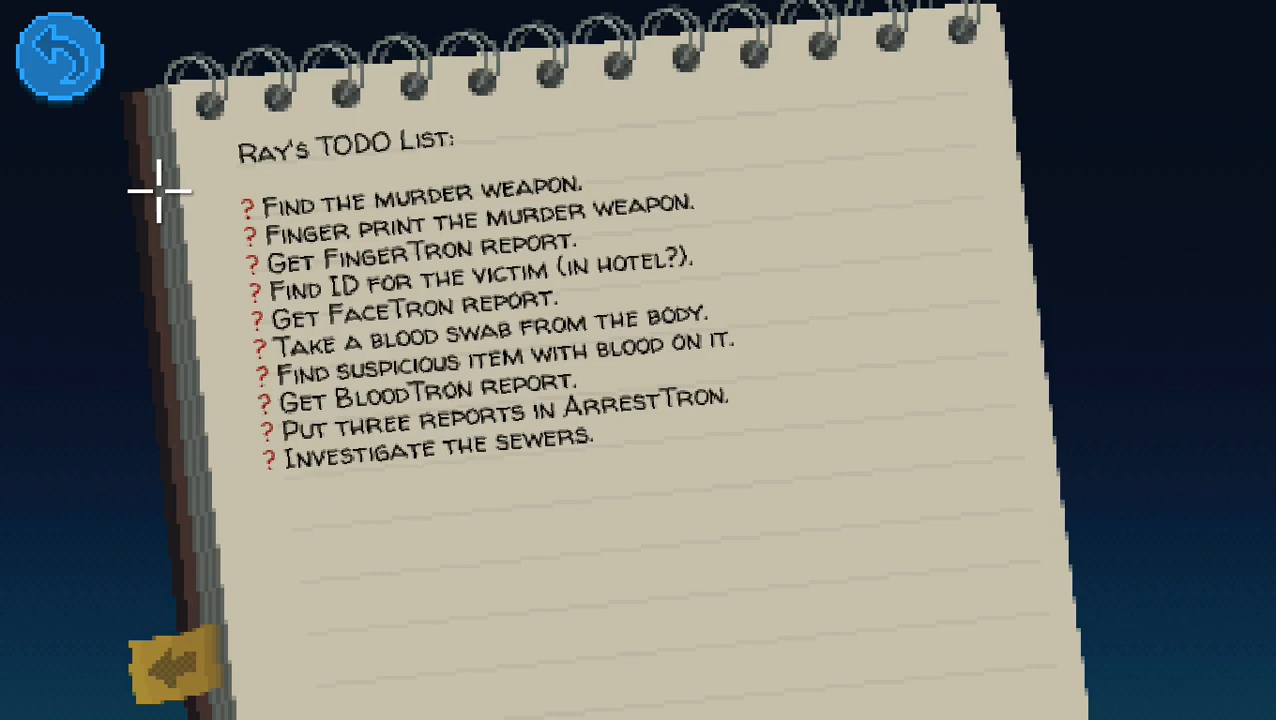 Ray's TODO List:
? Find the murder weapon.
? Finger print the murder weapon.
? Get FingerTron report.
? Find ID for the victim (in hotel?).
? Get FaceTron report.
? Take a blood swab from the body.
? Find suspicious item with blood on it.
? Get BloodTron report.
? Put three reports in ArrestTron.
? Investigate the sewers.